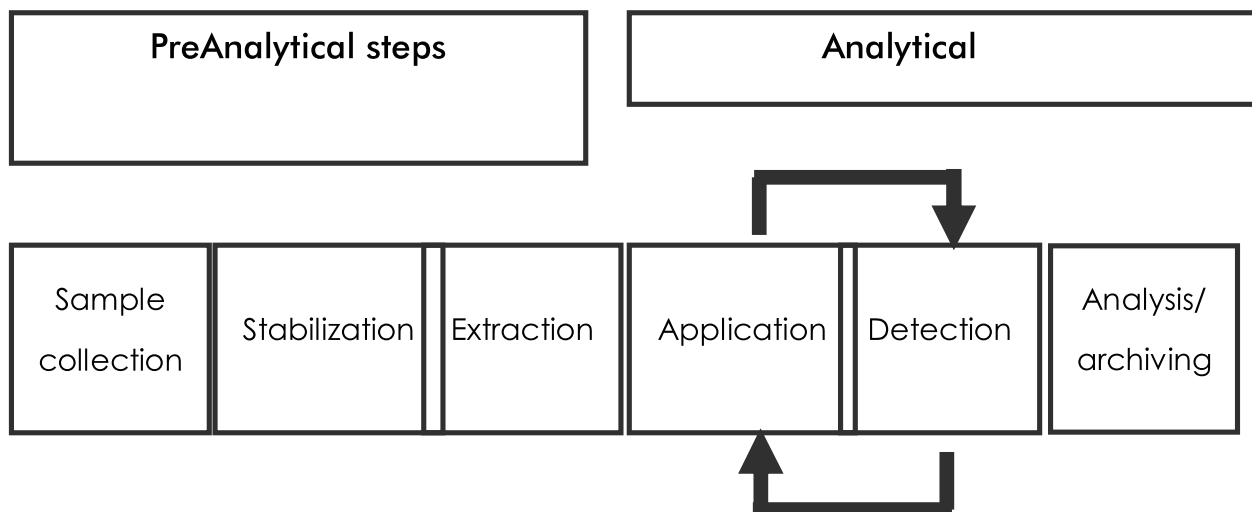 PreAnalytical steps
Analytical
Sample
collection
Stabilization
Extraction
Application
Detection
Analysis/
archiving